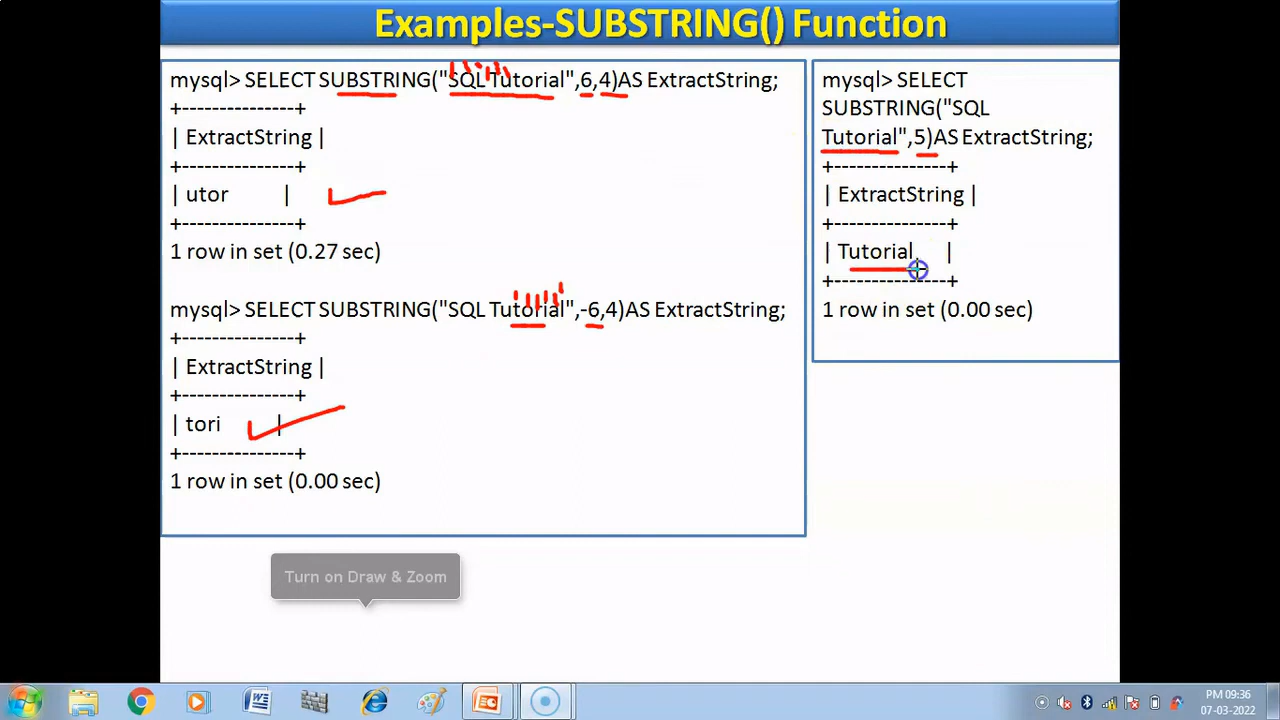 Examples-SUBSTRING() Function
mysql> SELECT SUBSTRING("SQL Tutorial",6,4)AS ExtractString;
+---------------+
| ExtractString |
+---------------+
| utor |
+---------------+
1 row in set (0.27 sec)
mysql> SELECT SUBSTRING("SQL Tutorial",-6,4)AS ExtractString;
+---------------+
| ExtractString |
+---------------+
| tori |
+---------------+
1 row in set (0.00 sec)
mysql> SELECT
SUBSTRING("SQL
Tutorial",5)AS ExtractString;
+---------------+
| ExtractString |
+---------------+
| Tutorial |
+---------------+
1 row in set (0.00 sec)
Turn on Draw & Zoom
PM 09:36
07-03-2022